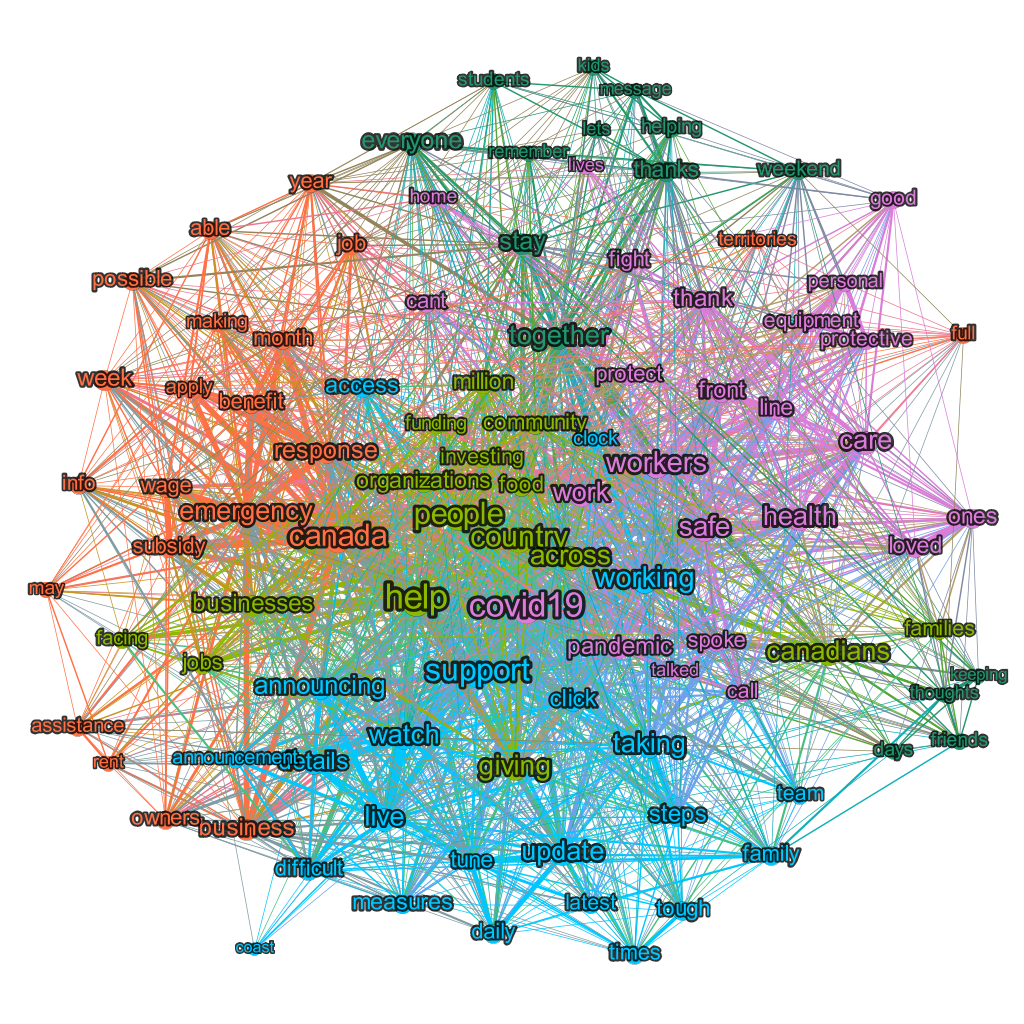 kids
students
message
lets
helping
everyone
remember
lives
thanks
weekend
year
home
good
able
job
stay
territories
fight
possible
cant
thank
personal
making
month
together
equipment
protective
full
week
apply
benefit
access
million
protect
front
line
funding
community
clock
care
response
investing
workers
info
wage
organizations
food
work
emergency
people
safe
health
ones
canada
country
subsidy
across
loved
may
businesses
help
covid19
working
facing
pandemic
spoke
families
jobs
canadians
support
talked
keeping
announcing
click
call
thoughts
assistance
watch
taking
friends
rent
announcement
details
giving
days
owners
business
live
steps
team
difficult
tune
update
family
measures
latest
tough
daily
coast
times